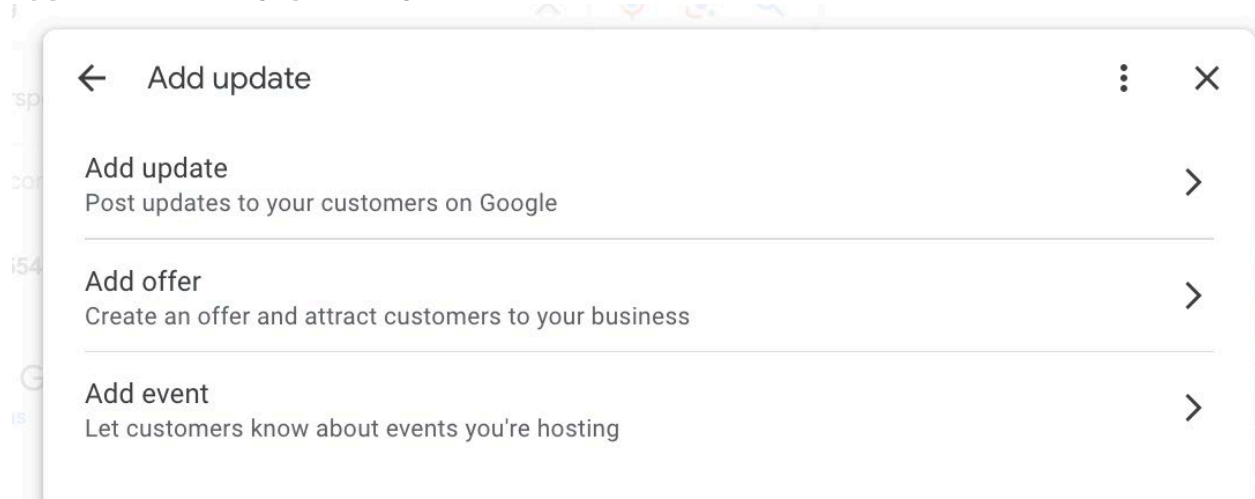 Add update
Add update
Post updates to your customers on Google
Add offer
Create an offer and attract customers to your business
Add event
Let customers know about events you're hosting